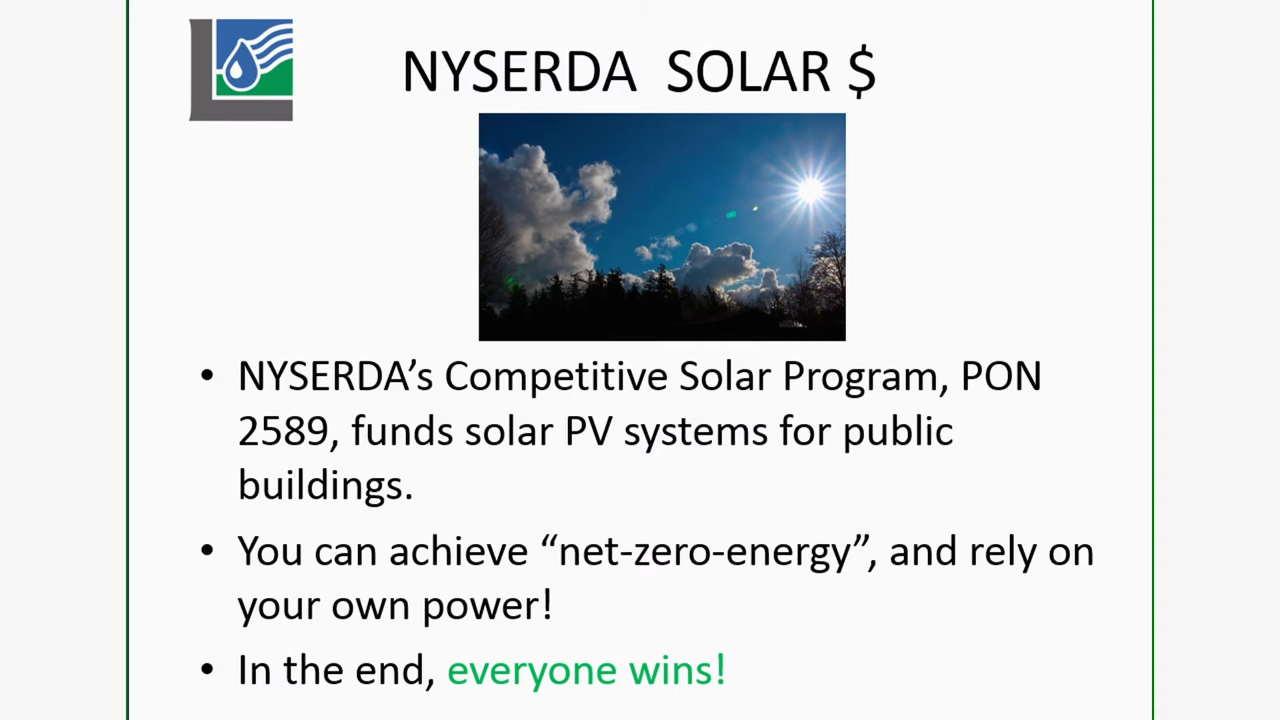 NYSERDA SOLAR $
• NYSERDA’s Competitive Solar Program, PON
2589, funds solar PV systems for public
buildings.
• You can achieve “net-zero-energy”, and rely on
your own power!
• In the end, everyone wins!